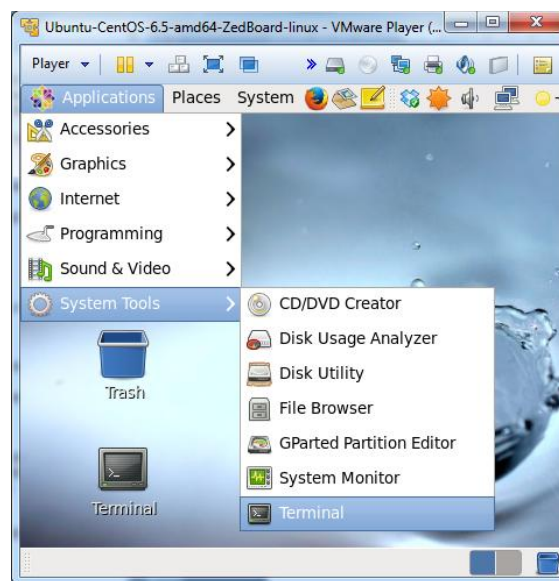 Ubuntu-CentOS-6.5-amd64-ZedBoard-linux - VMware Player (...
Player
Applications Places System
Accessories
Graphics
Internet
Programming
Sound & Video
System Tools
CD/DVD Creator
Disk Usage Analyzer
Disk Utility
File Browser
GParted Partition Editor
System Monitor
Terminal
Trash
Terminal